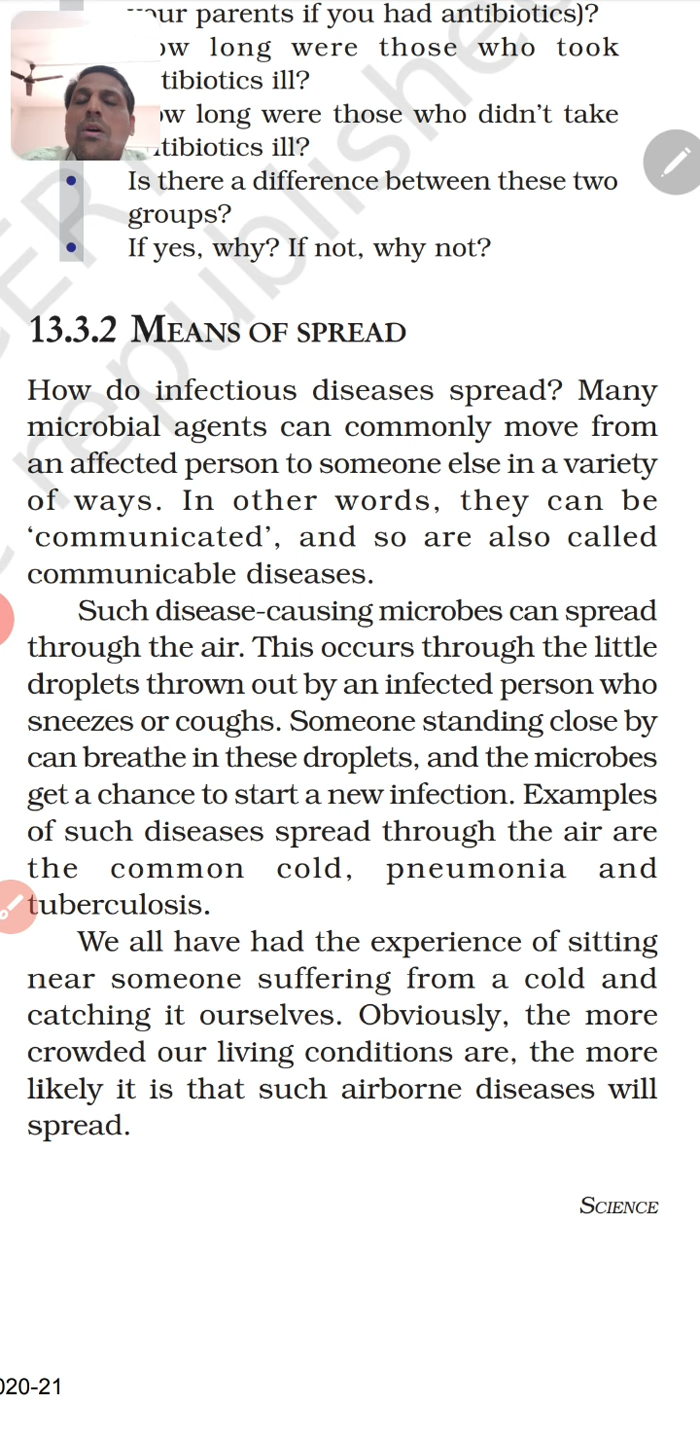 your parents if you had antibiotics)?
ow long were those who took
tibiotics ill?
ow long were those who didn't take
tibiotics ill?
• Is there a difference between these two
groups?
• If yes, why? If not, why not?
13.3.2 MEANS OF SPREAD
How do infectious diseases spread? Many
microbial agents can commonly move from
an affected person to someone else in a variety
of ways. In other words, they can be
‘communicated’, and so are also called
communicable diseases.
Such disease-causing microbes can spread
through the air. This occurs through the little
droplets thrown out by an infected person who
sneezes or coughs. Someone standing close by
can breathe in these droplets, and the microbes
get a chance to start a new infection. Examples
of such diseases spread through the air are
the common cold, pneumonia and
tuberculosis.
We all have had the experience of sitting
near someone suffering from a cold and
catching it ourselves. Obviously, the more
crowded our living conditions are, the more
likely it is that such airborne diseases will
spread.
SCIENCE
020-21
republished